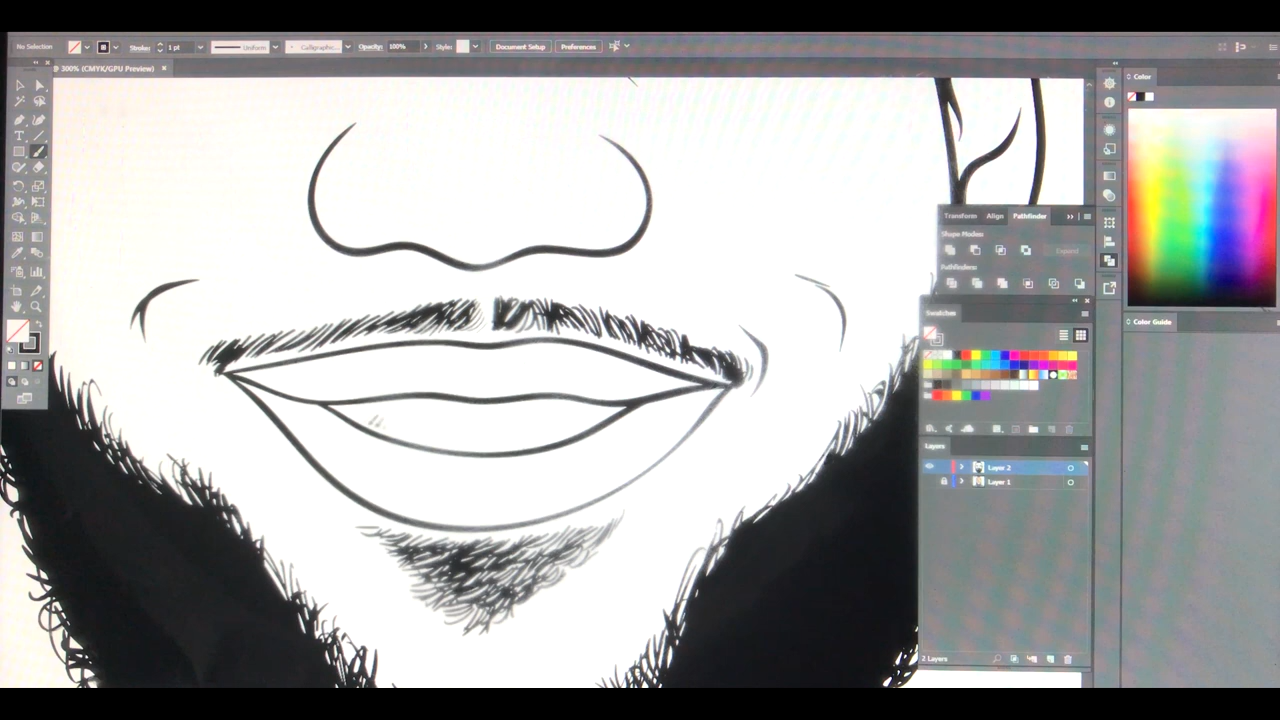 No Selection Stroke: 1 pt Uniform Calligraphic... Opacity: 100% Style: Document Setup Preferences
@ 300% (CMYK/GPU Preview) ×
Color
Transform Align Pathfinder
Shape Modes:
Expand
Pathfinders:
Swatches
Color Guide
Layers
Layer 2
Layer 1
2 Layers